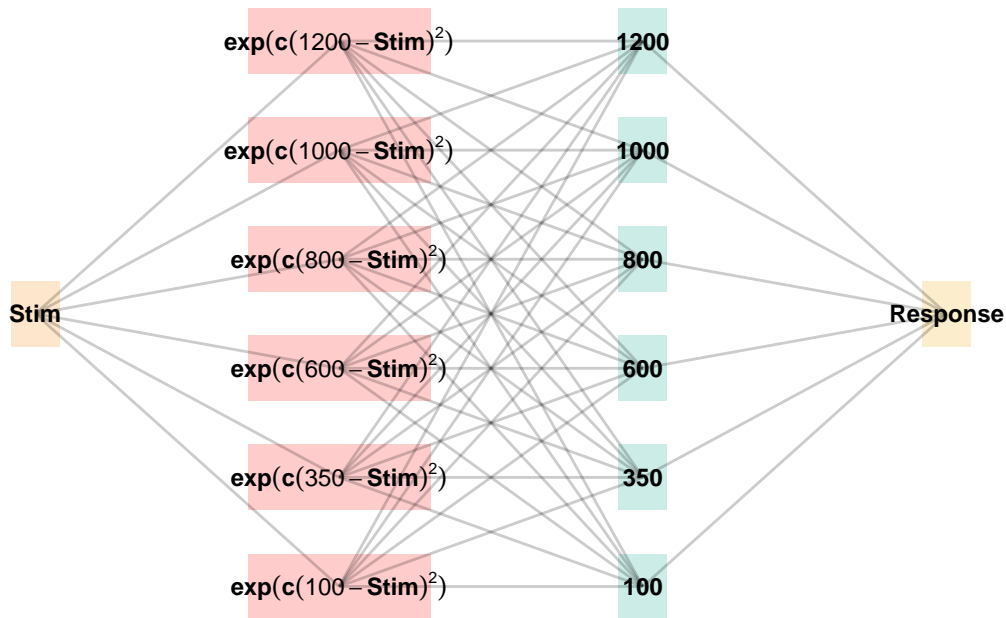 exp(c(1200 – Stim)²)
1200
exp(c(1000 – Stim)²)
1000
exp(c(800 – Stim)²)
800
Stim
Response
exp(c(600 – Stim)²)
600
exp(c(350 – Stim)²)
350
exp(c(100 – Stim)²)
100